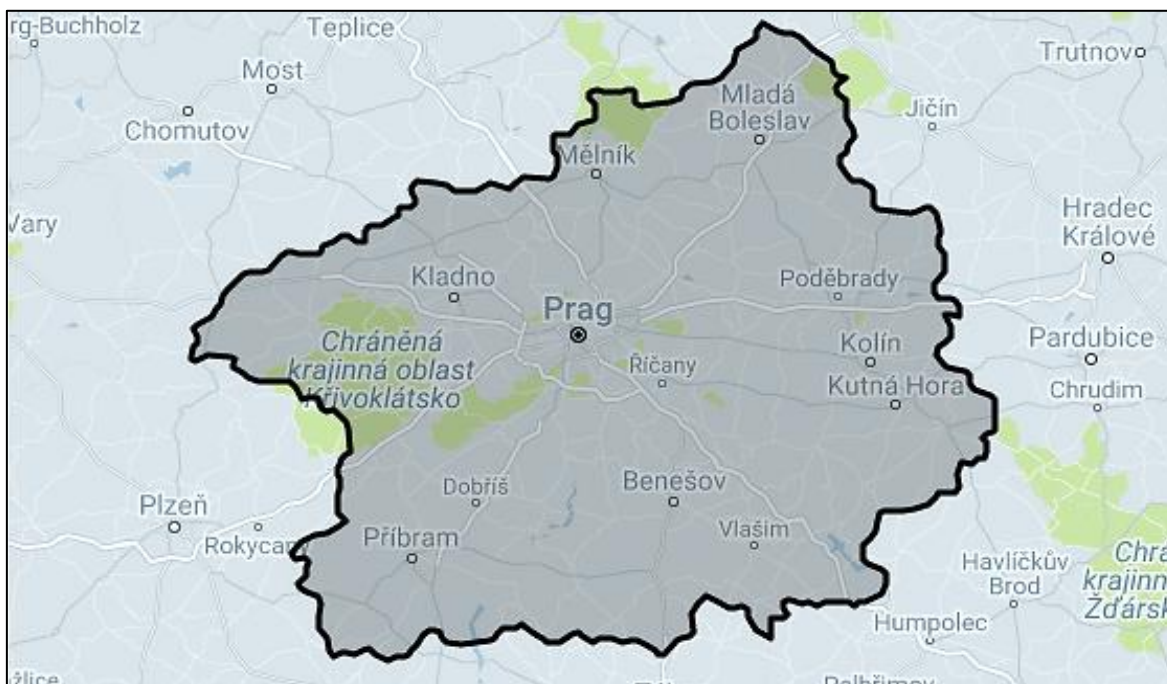 rg-Buchholz
Teplice
Trutnov
Most
Mladá
Boleslav
Jičín
Chomutov
Mělník
Vary
Hradec
Králové
Kladno
Poděbrady
Prag
Chráněná
krajinná oblast
Křivoklátsko
Říčany
Kolín
Pardubice
Kutná Hora
Chrudim
Dobříš
Benešov
Plzeň
Rokycan
Příbram
Vlašim
Havlíčkův
Brod
Chrá
krajinn
Žďársk
Humpolec
žlice